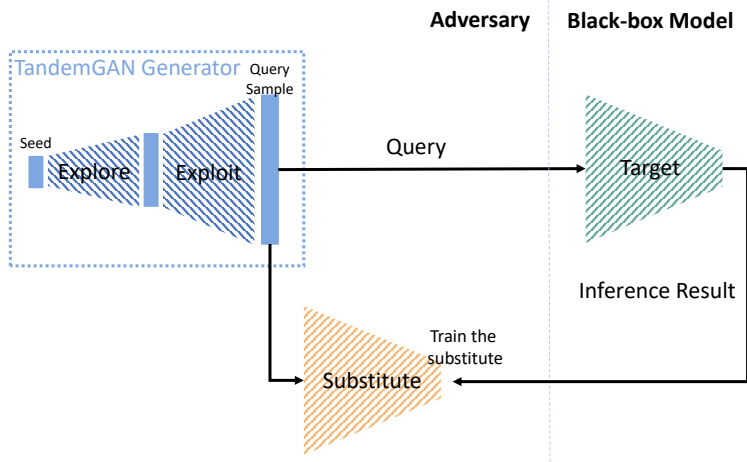 Adversary
Black-box Model
TandemGAN Generator
Query
Sample
Seed
Explore
Exploit
Query
Target
Inference Result
Train the
substitute
Substitute